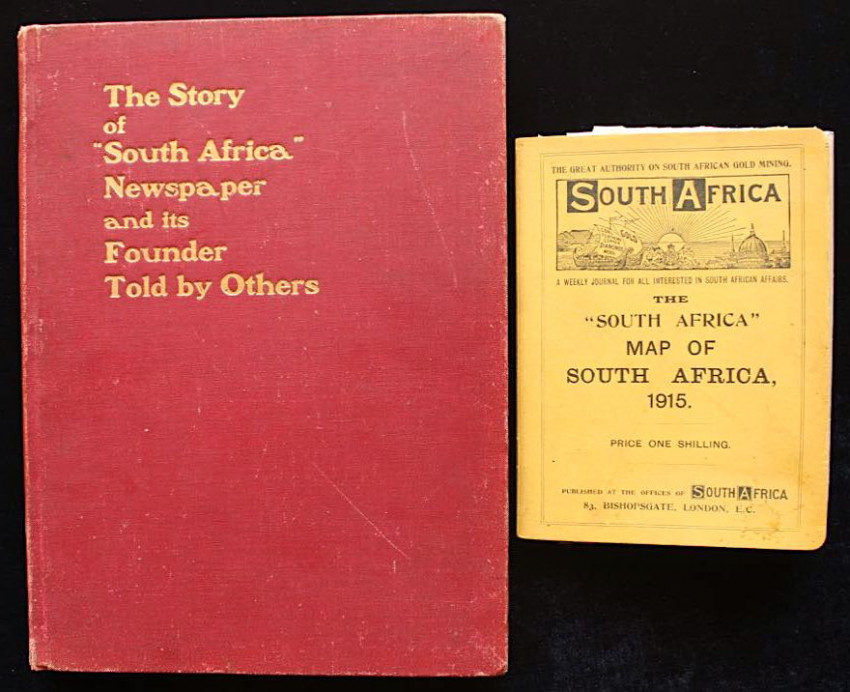 The Story
of
"South Africa"
Newspaper
and its
Founder
Told by Others
THE GREAT AUTHORITY ON SOUTH AFRICAN GOLD MINING.
SOUTH AFRICA
A WEEKLY JOURNAL FOR ALL INTERESTED IN SOUTH AFRICAN AFFAIRS.
THE
"SOUTH AFRICA"
MAP OF
SOUTH AFRICA,
1915.
PRICE ONE SHILLING.
PUBLISHED AT THE OFFICES OF SOUTH AFRICA
83, BISHOPSGATE, LONDON, E.C.